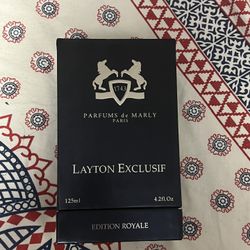 1743
PARFUMS de MARLY
PARIS
LAYTON EXCLUSIF
125ml 4.2fl.Oz
EDITION ROYALE